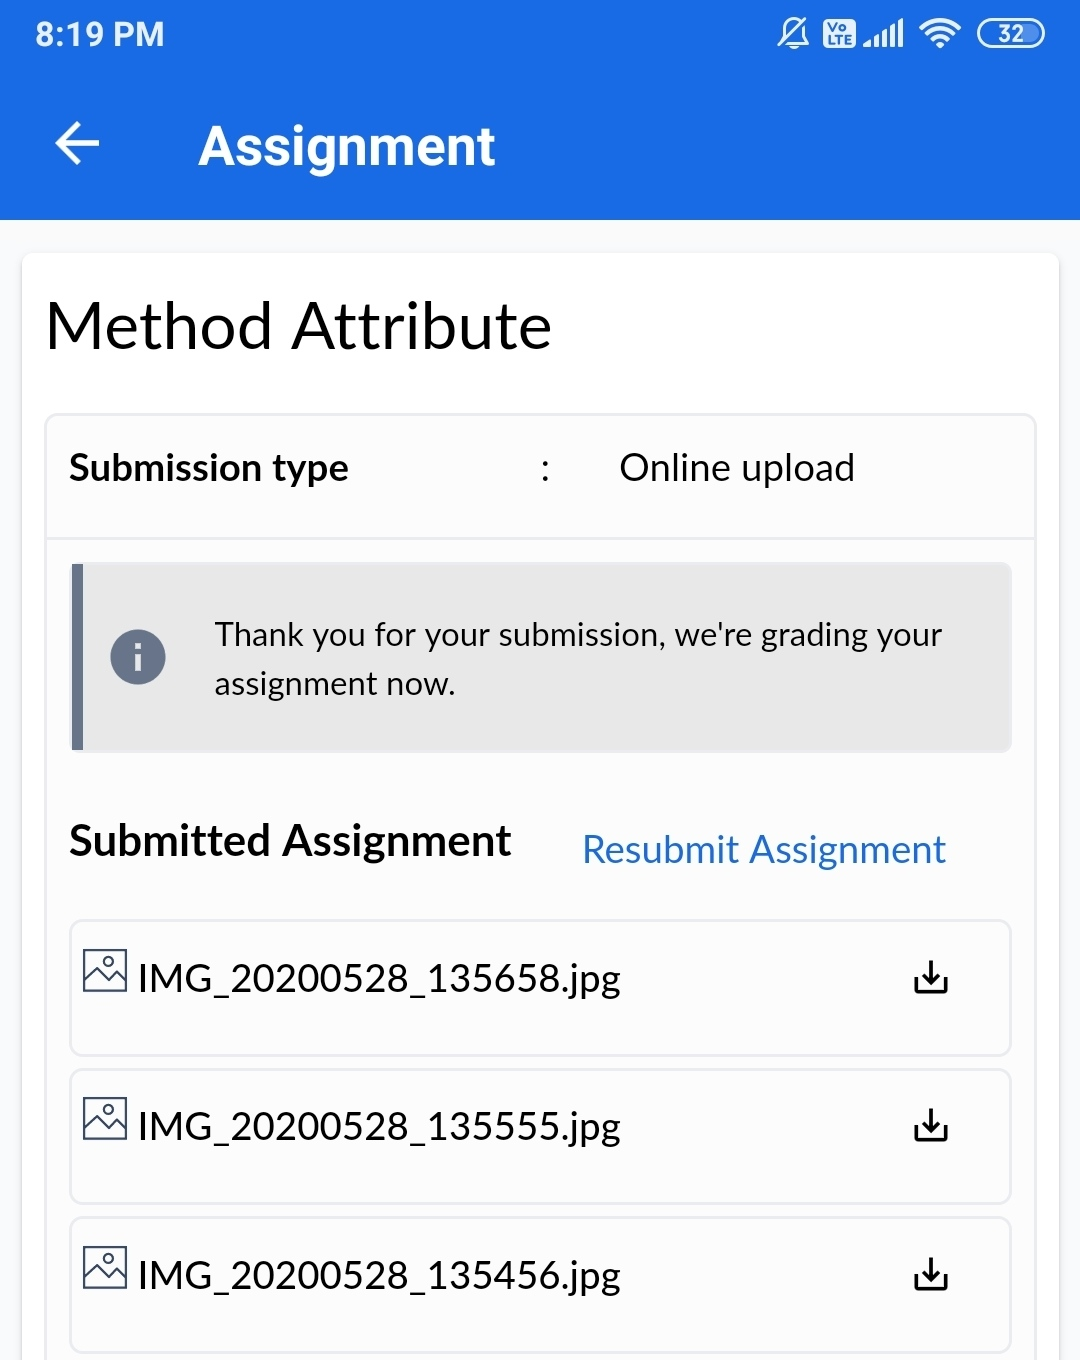 8:19 PM
Vo
LTE
32
Assignment
Method Attribute
Submission type : Online upload
Thank you for your submission, we're grading your
assignment now.
Submitted Assignment Resubmit Assignment
IMG_20200528_135658.jpg
IMG_20200528_135555.jpg
IMG_20200528_135456.jpg